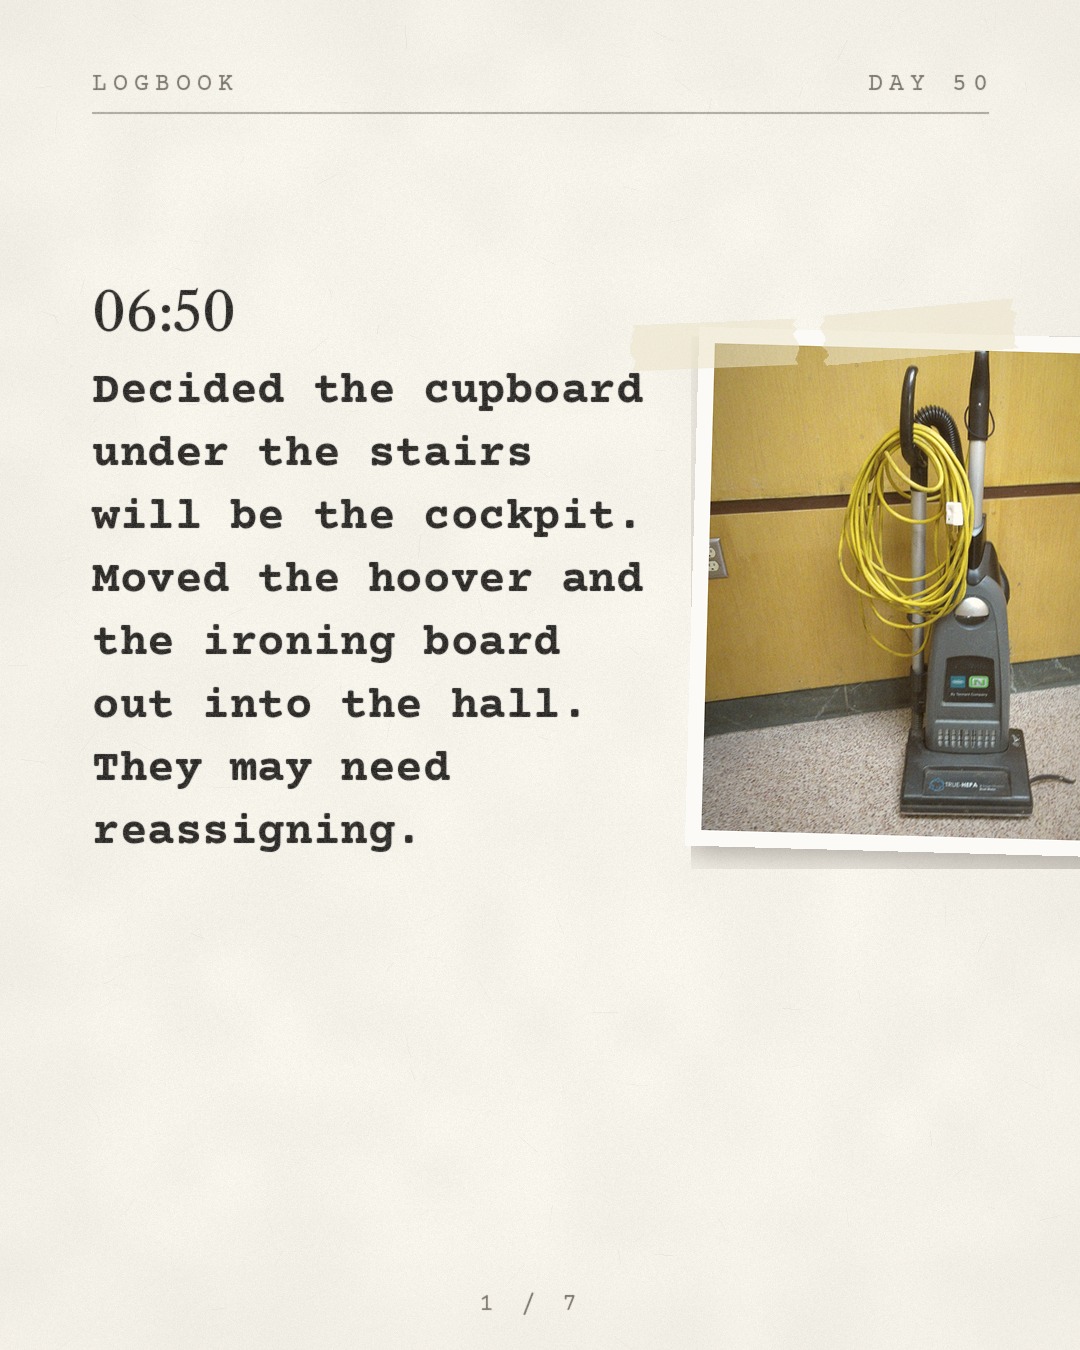 LOGBOOK
DAY 50
06:50
Decided the cupboard
under the stairs
will be the cockpit.
Moved the hoover and
the ironing board
out into the hall.
They may need
reassigning.
TRUE-HEPA
1 / 7